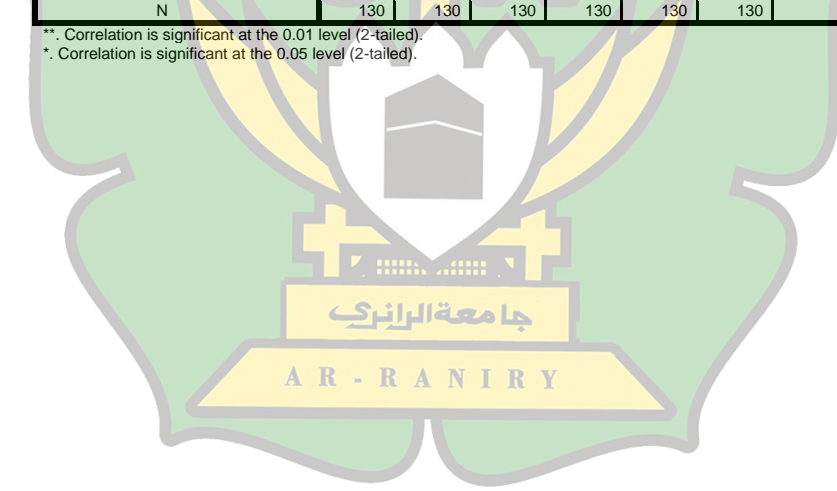 N 130 130 130 130 130 130
**. Correlation is significant at the 0.01 level (2-tailed).
*. Correlation is significant at the 0.05 level (2-tailed).
جامعةالرانري
AR-RANIRY